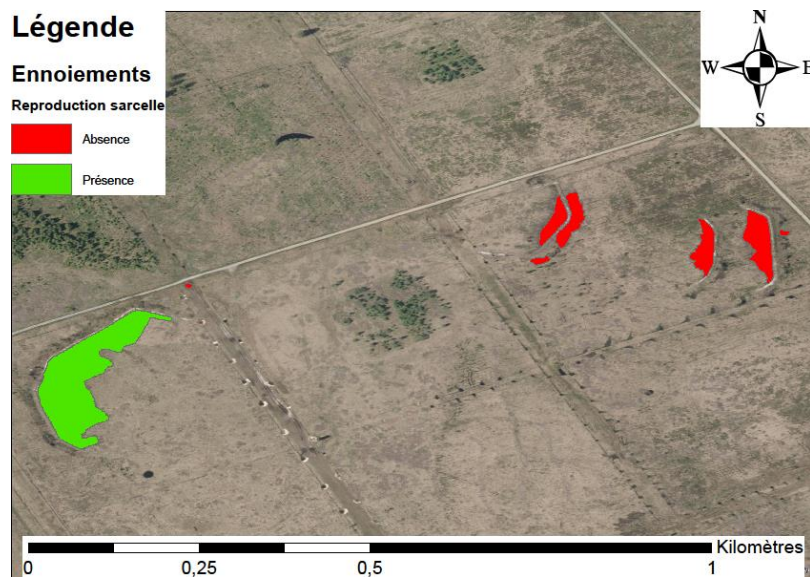 Légende
Ennoiements
Reproduction sarcelle
Absence
Présence
N
W
E
S
Kilomètres
0
0,25
0,5
1